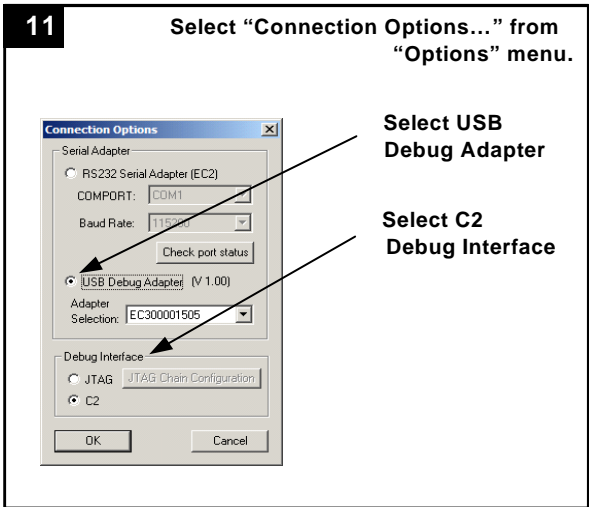 11
Select “Connection Options…” from
“Options” menu.
Connection Options
Serial Adapter
RS232 Serial Adapter (EC2)
COMPORT: COM1
Baud Rate: 115200
Check port status
USB Debug Adapter (V 1.00)
Adapter
Selection: EC300001505
Debug Interface
JTAG JTAG Chain Configuration
C2
OK Cancel
Select USB
Debug Adapter
Select C2
Debug Interface